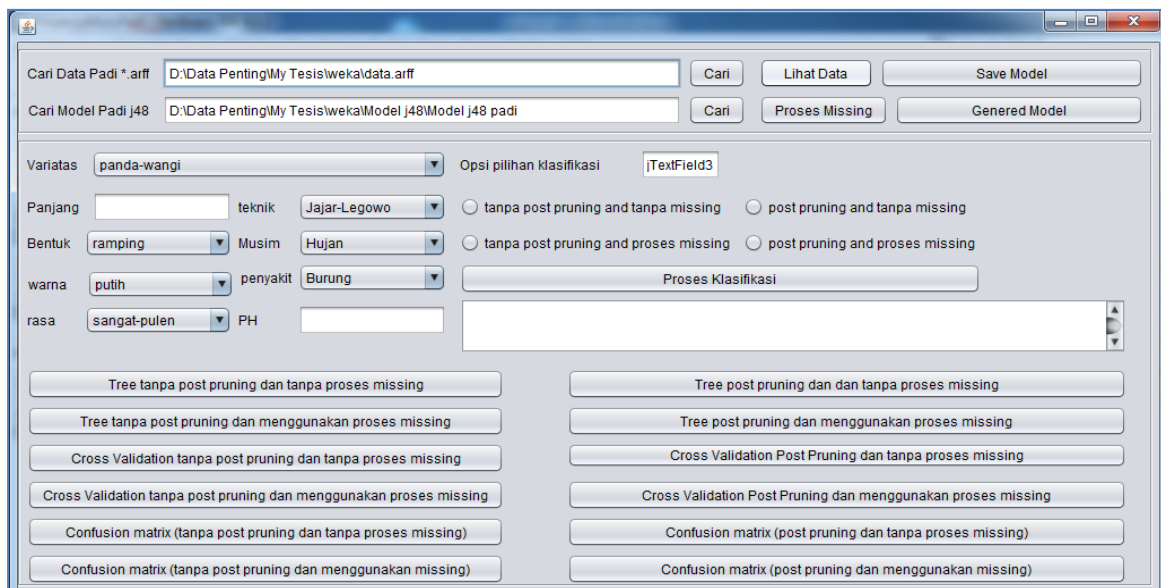 Cari Data Padi *.arff D:\Data Penting\My Tesis\weka\data.arff Cari Lihat Data Save Model
Cari Model Padi j48 D:\Data Penting\My Tesis\weka\Model j48\Model j48 padi Cari Proses Missing Genered Model
Variatas panda-wangi Opsi pilihan klasifikasi jTextField3
Panjang teknik Jajar-Legowo tanpa post pruning and tanpa missing post pruning and tanpa missing
Bentuk ramping Musim Hujan tanpa post pruning and proses missing post pruning and proses missing
warna putih penyakit Burung Proses Klasifikasi
rasa sangat-pulen PH
Tree tanpa post pruning dan tanpa proses missing Tree post pruning dan dan tanpa proses missing
Tree tanpa post pruning dan menggunakan proses missing Tree post pruning dan menggunakan proses missing
Cross Validation tanpa post pruning dan tanpa proses missing Cross Validation Post Pruning dan tanpa proses missing
Cross Validation tanpa post pruning dan menggunakan proses missing Cross Validation Post Pruning dan menggunakan proses missing
Confusion matrix (tanpa post pruning dan tanpa proses missing) Confusion matrix (post pruning dan tanpa proses missing)
Confusion matrix (tanpa post pruning dan menggunakan missing) Confusion matrix (post pruning dan menggunakan missing)